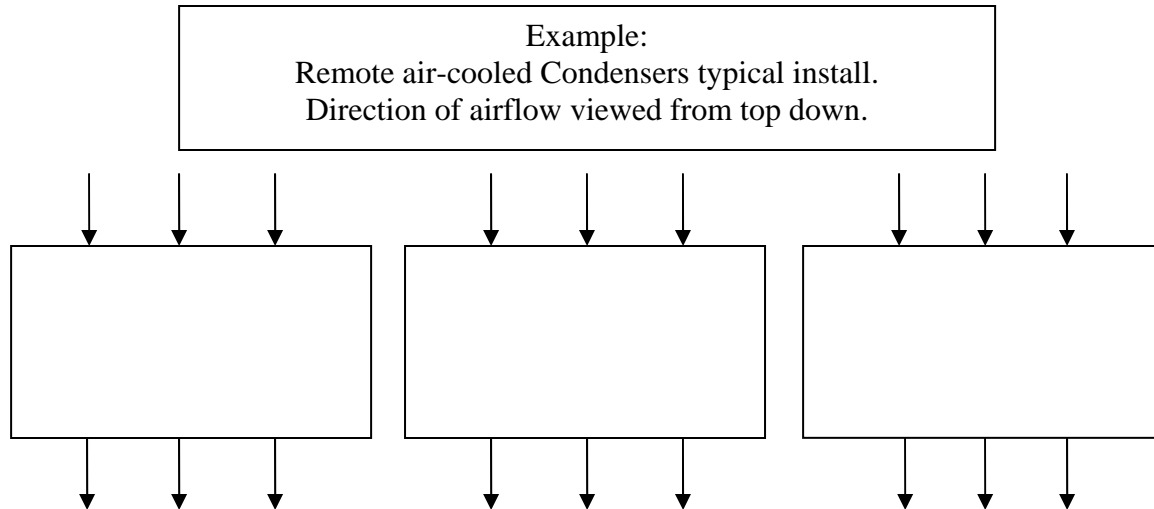 Example:
Remote air-cooled Condensers typical install.
Direction of airflow viewed from top down.